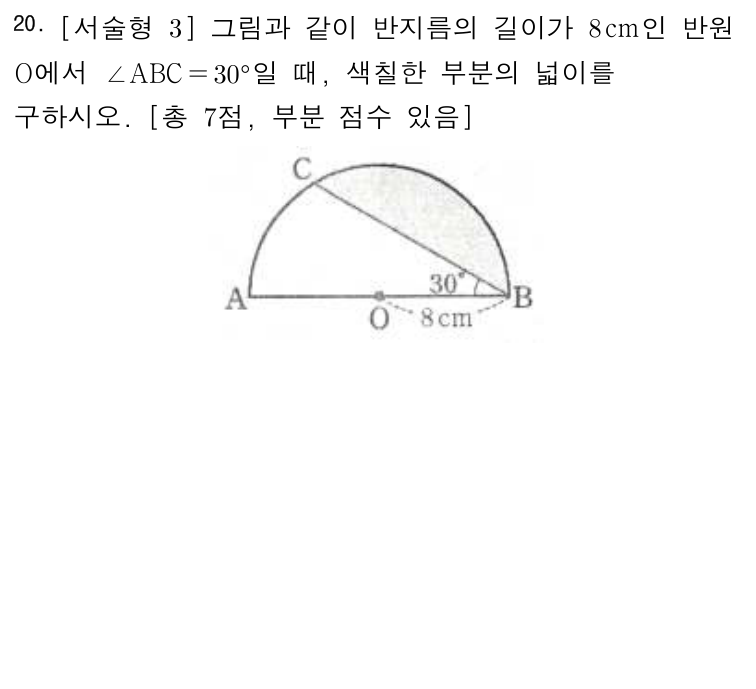 20. [서술형 3] 그림과 같이 반지름의 길이가 8cm인 반원
O에서 ∠ABC=30°일 때, 색칠한 부분의 넓이를
구하시오. [총 7점, 부분 점수 있음]
C
30°
A
B
O
8cm